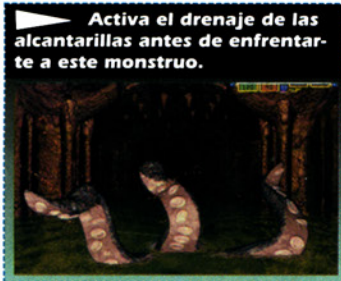 Activa el drenaje de las
alcantarillas antes de enfrentar-
te a este monstruo.